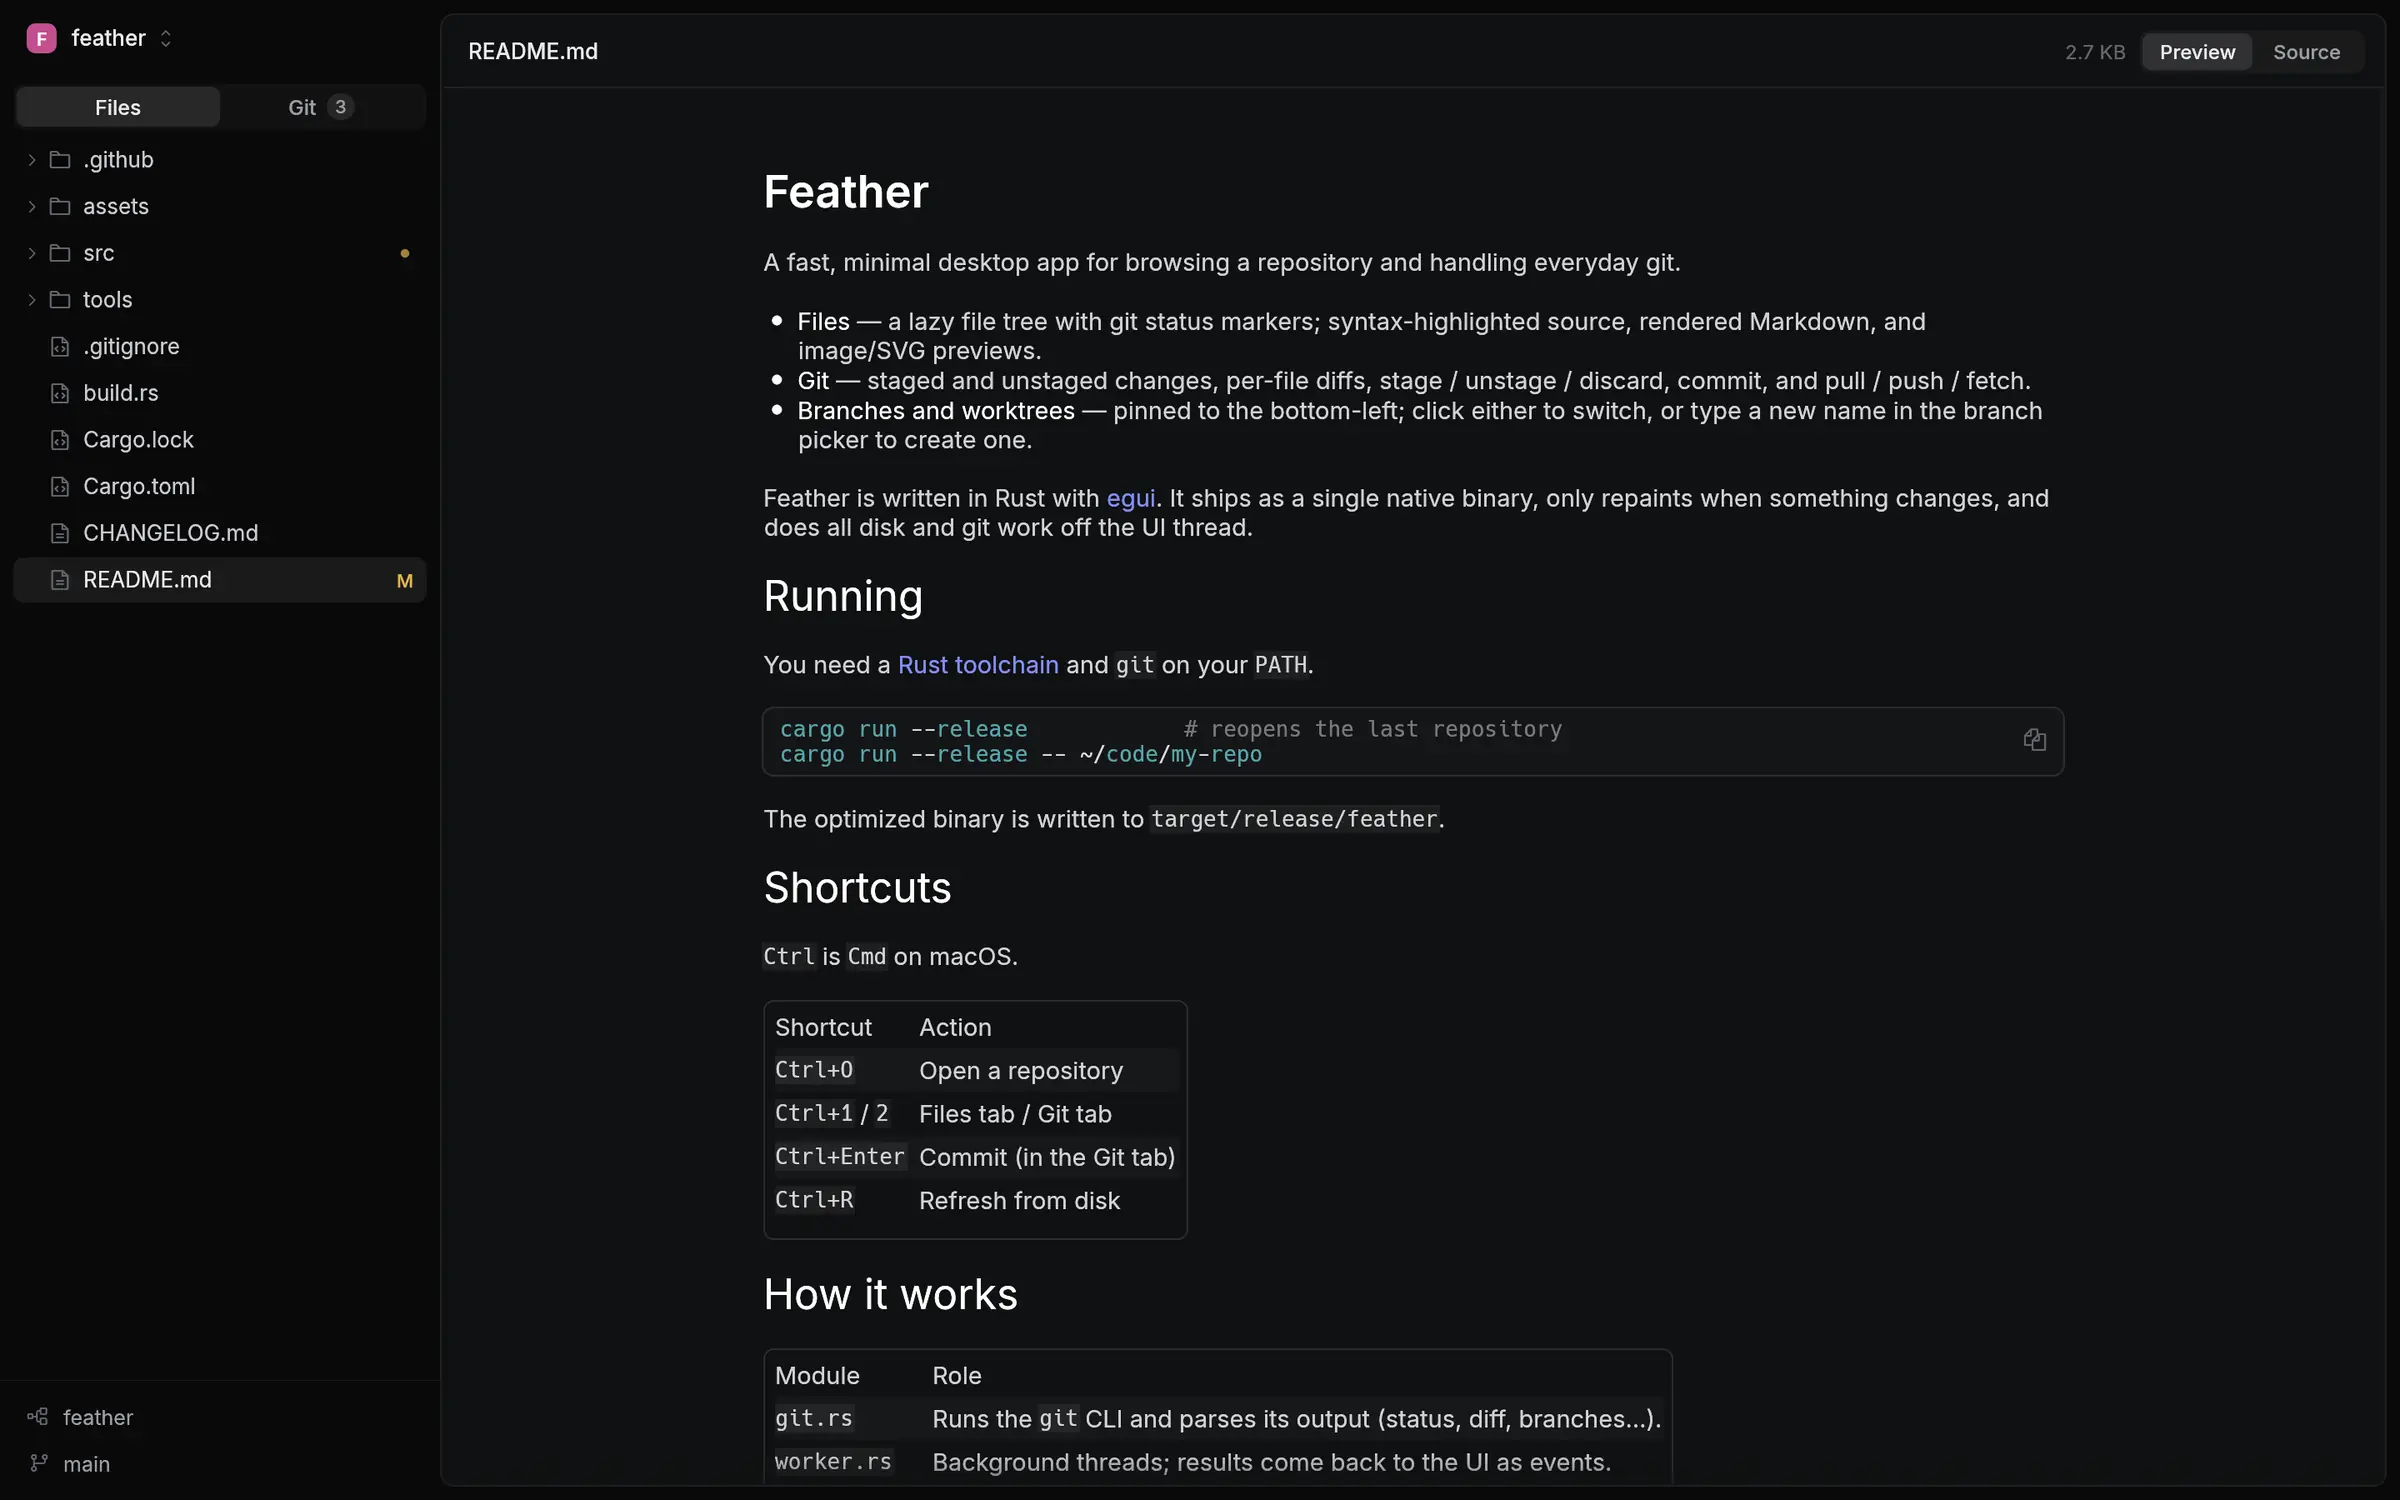 F feather
Files Git 3
.github
assets
src
tools
.gitignore
build.rs
Cargo.lock
Cargo.toml
CHANGELOG.md
README.md M
feather
main
README.md 2.7 KB Preview Source
Feather
A fast, minimal desktop app for browsing a repository and handling everyday git.
• Files — a lazy file tree with git status markers; syntax-highlighted source, rendered Markdown, and
image/SVG previews.
• Git — staged and unstaged changes, per-file diffs, stage / unstage / discard, commit, and pull / push / fetch.
• Branches and worktrees — pinned to the bottom-left; click either to switch, or type a new name in the branch
picker to create one.
Feather is written in Rust with egui. It ships as a single native binary, only repaints when something changes, and
does all disk and git work off the UI thread.
Running
You need a Rust toolchain and git on your PATH.
cargo run --release # reopens the last repository
cargo run --release -- ~/code/my-repo
The optimized binary is written to target/release/feather.
Shortcuts
Ctrl is Cmd on macOS.
Shortcut Action
Ctrl+O Open a repository
Ctrl+1 / 2 Files tab / Git tab
Ctrl+Enter Commit (in the Git tab)
Ctrl+R Refresh from disk
How it works
Module Role
git.rs Runs the git CLI and parses its output (status, diff, branches…).
worker.rs Background threads; results come back to the UI as events.